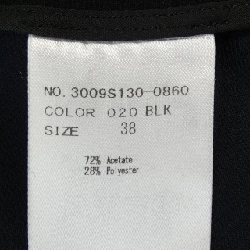 NO. 3009S130-0860
COLOR 020 BLK
SIZE 38
72% Acetate
28% Polyester